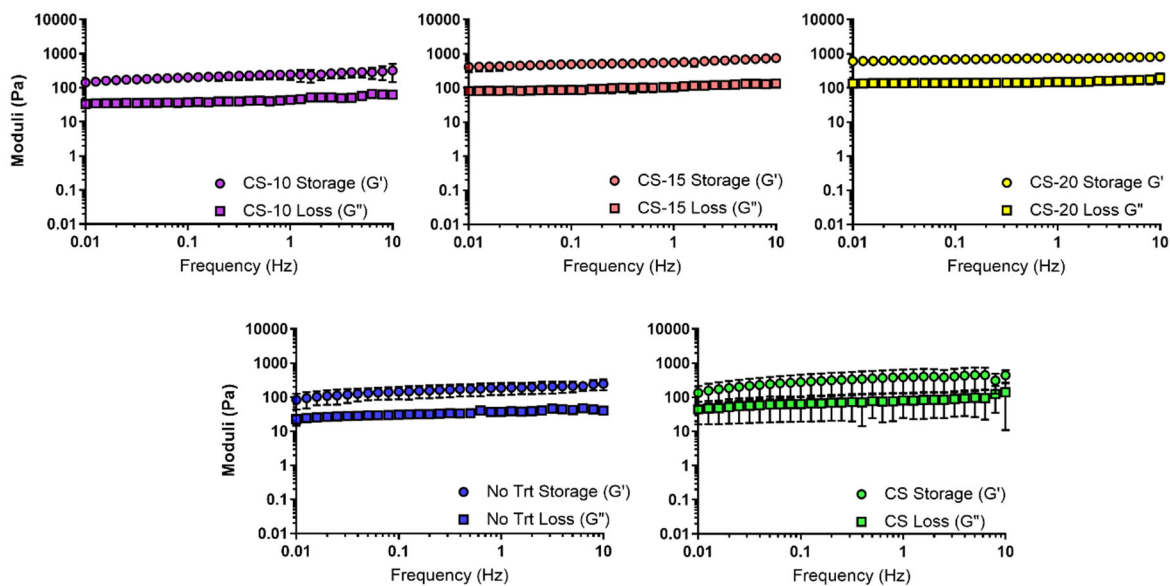 Moduli (Pa)
10000
1000
100
10
1
0.1
0.01
CS-10 Storage (G')
CS-10 Loss (G")
0.01 0.1 1 10
Frequency (Hz)
10000
1000
100
10
1
0.1
0.01
CS-15 Storage (G')
CS-15 Loss (G")
0.01 0.1 1 10
Frequency (Hz)
10000
1000
100
10
1
0.1
0.01
CS-20 Storage G'
CS-20 Loss G"
0.01 0.1 1 10
Frequency (Hz)
Moduli (Pa)
10000
1000
100
10
1
0.1
0.01
No Trt Storage (G')
No Trt Loss (G")
0.01 0.1 1 10
Frequency (Hz)
10000
1000
100
10
1
0.1
0.01
CS Storage (G')
CS Loss (G")
0.01 0.1 1 10
Frequency (Hz)